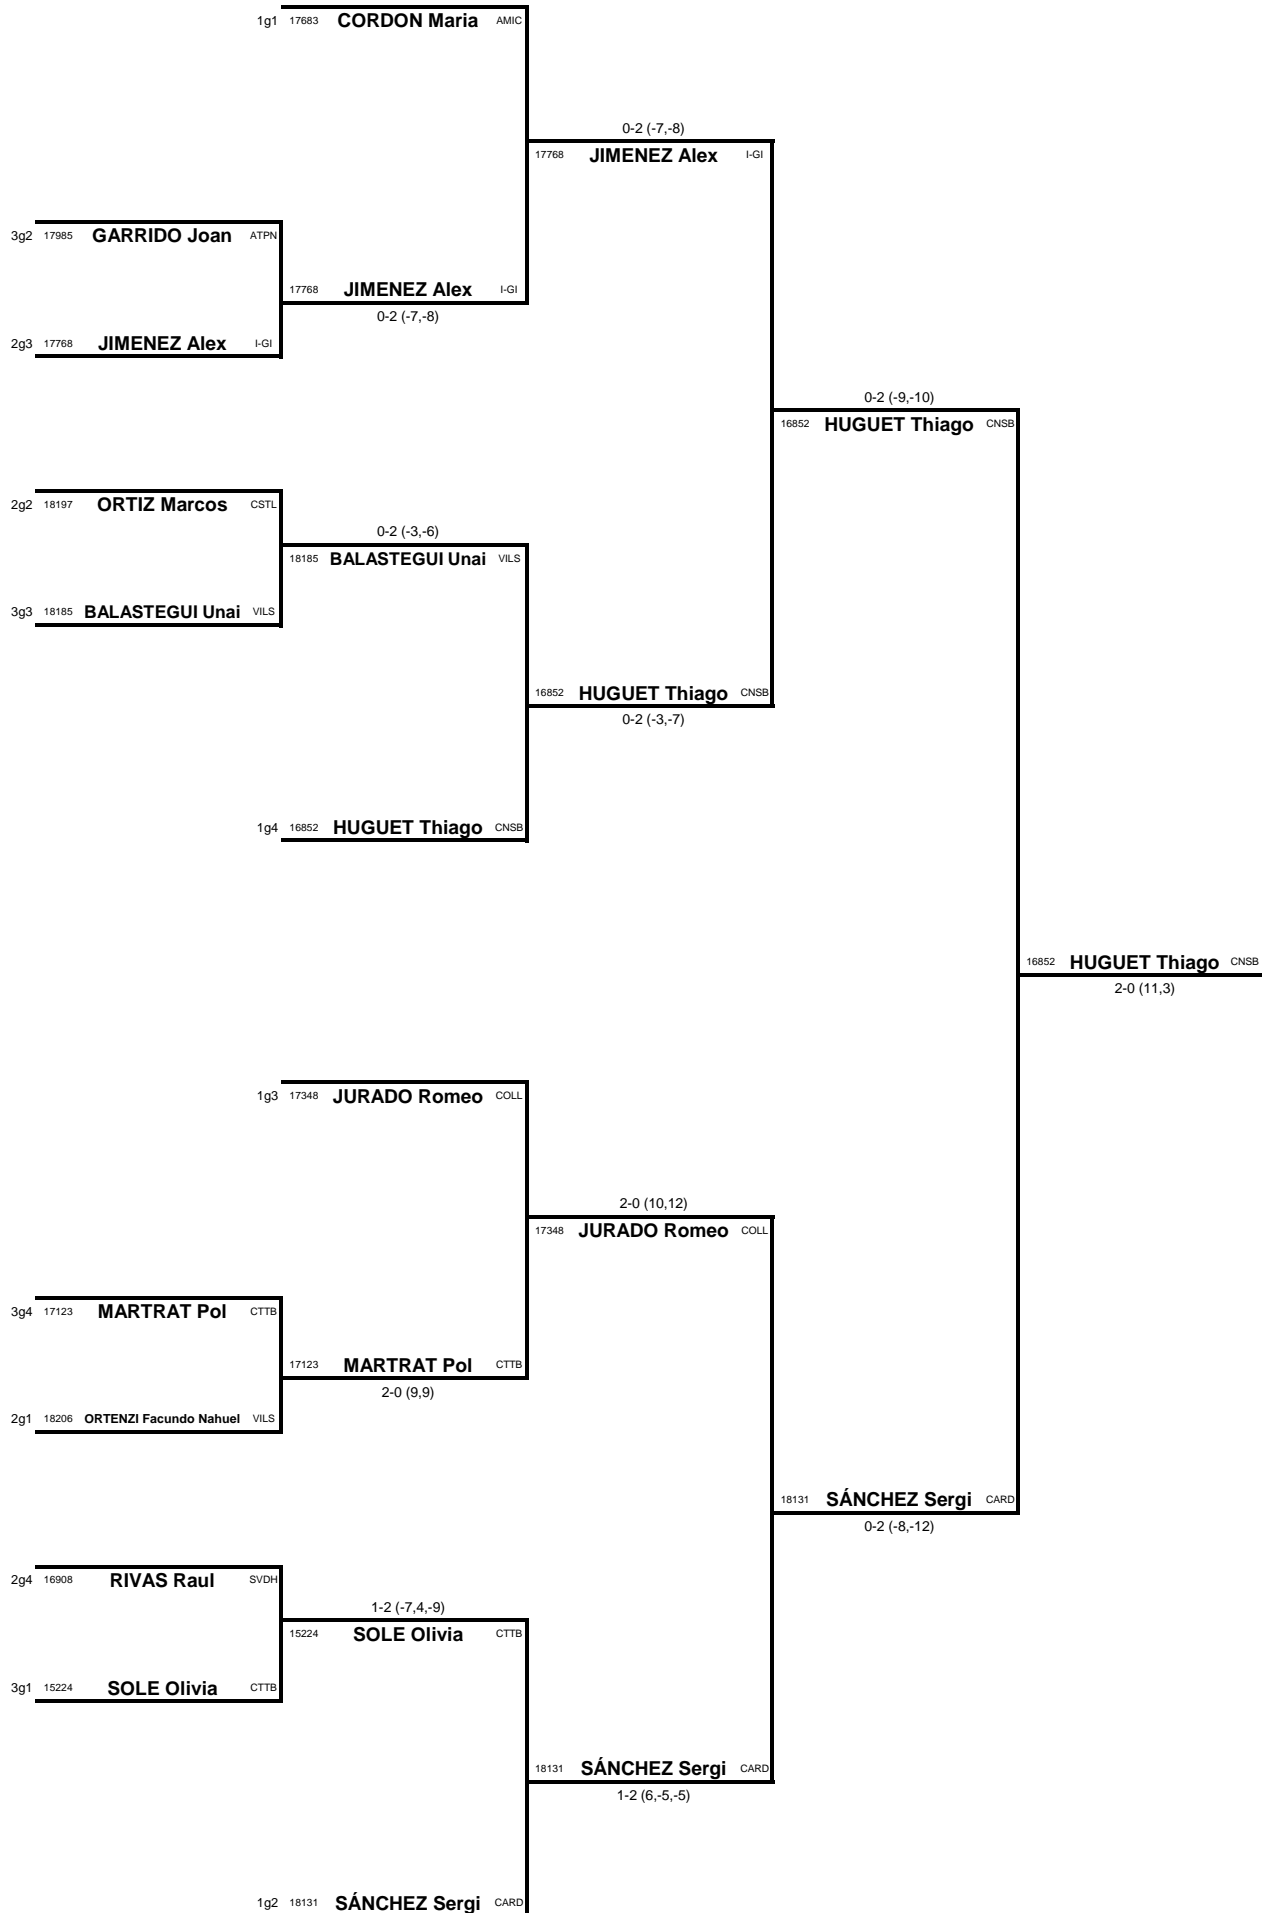 1g1 17683 CORDON Maria AMIC
0-2 (-7,-8)
17768 JIMENEZ Alex I-GI
3g2 17985 GARRIDO Joan ATPN
17768 JIMENEZ Alex I-GI
0-2 (-7,-8)
2g3 17768 JIMENEZ Alex I-GI
0-2 (-9,-10)
16852 HUGUET Thiago CNSB
2g2 18197 ORTIZ Marcos CSTL
0-2 (-3,-6)
18185 BALASTEGUI Unai VILS
3g3 18185 BALASTEGUI Unai VILS
16852 HUGUET Thiago CNSB
0-2 (-3,-7)
1g4 16852 HUGUET Thiago CNSB
16852 HUGUET Thiago CNSB
2-0 (11,3)
1g3 17348 JURADO Romeo COLL
2-0 (10,12)
17348 JURADO Romeo COLL
3g4 17123 MARTRAT Pol CTTB
17123 MARTRAT Pol CTTB
2-0 (9,9)
2g1 18206 ORTENZI Facundo Nahuel VILS
18131 SÁNCHEZ Sergi CARD
0-2 (-8,-12)
2g4 16908 RIVAS Raul SVDH
1-2 (-7,4,-9)
15224 SOLE Olivia CTTB
3g1 15224 SOLE Olivia CTTB
18131 SÁNCHEZ Sergi CARD
1-2 (6,-5,-5)
1g2 18131 SÁNCHEZ Sergi CARD